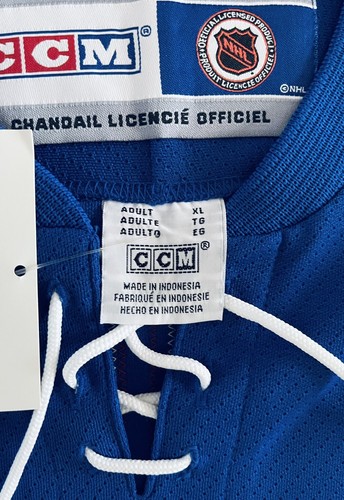 CCM®
OFFICIAL LICENSED PRODUCT
NHL
PRODUIT LICENCIÉ OFFICIEL
©NHL
CHANDAIL LICENCIÉ OFFICIEL
ADULT XL
ADULTE TG
ADULTO EG
CCM®
MADE IN INDONESIA
FABRIQUÉ EN INDONESIE
HECHO EN INDONESIA